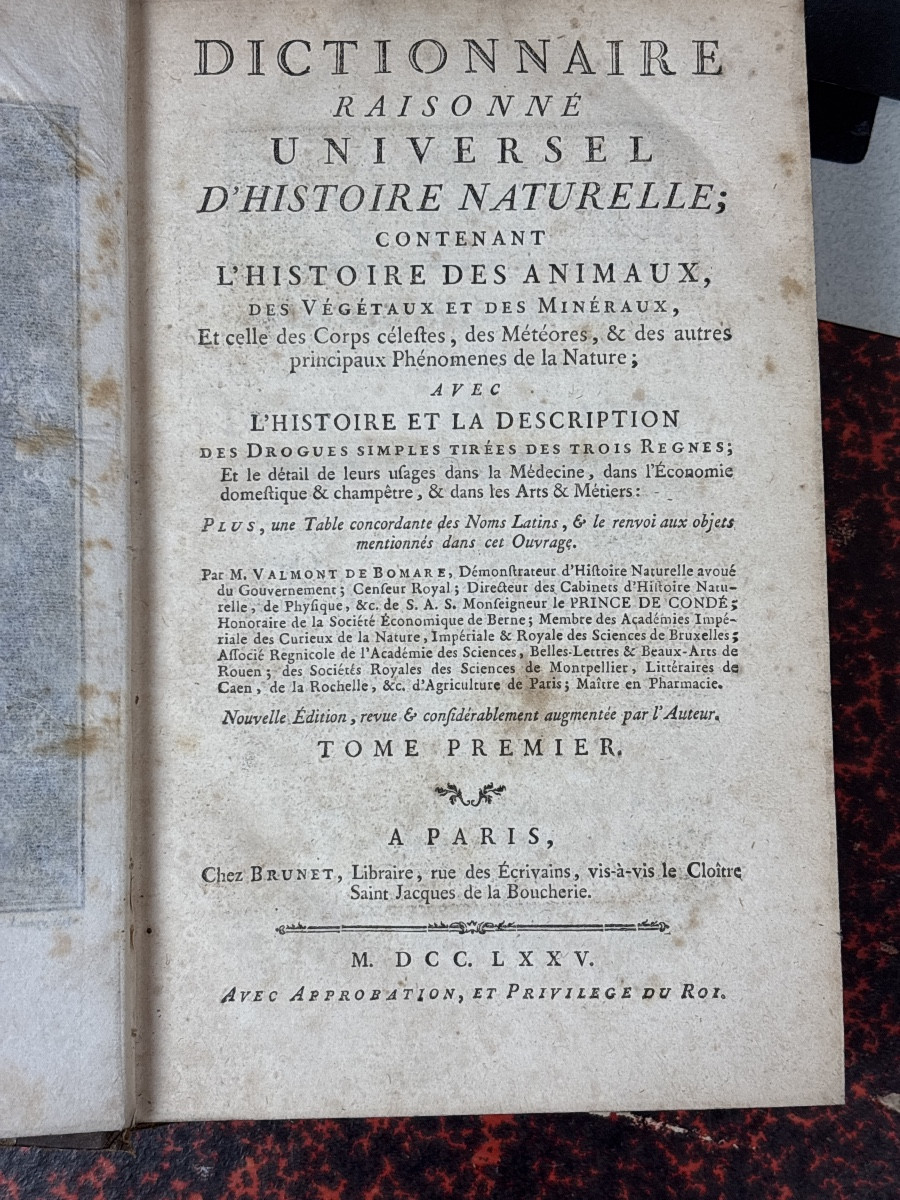 DICTIONNAIRE
RAISONNÉ
UNIVERSEL
D'HISTOIRE NATURELLE;
CONTENANT
L'HISTOIRE DES ANIMAUX,
DES VÉGÉTAUX ET DES MINÉRAUX,
Et celle des Corps céleſtes, des Météores, & des autres
principaux Phénomenes de la Nature;
AVEC
L'HISTOIRE ET LA DESCRIPTION
DES DROGUES SIMPLES TIRÉES DES TROIS REGNES;
Et le détail de leurs uſages dans la Médecine, dans l'Économie
domeſtique & champêtre, & dans les Arts & Métiers:
PLUS, une Table concordante des Noms Latins, & le renvoi aux objets
mentionnés dans cet Ouvrage.
Par M. VALMONT DE BOMARE, Démonſtrateur d'Hiſtoire Naturelle avoué
du Gouvernement; Cenſeur Royal; Directeur des Cabinets d'Hiſtoire Natu-
relle, de Phyſique, &c. de S. A. S. Monſeigneur le PRINCE DE CONDÉ;
Honoraire de la Société Économique de Berne; Membre des Académies Impé-
riale des Curieux de la Nature, Impériale & Royale des Sciences de Bruxelles;
Aſſocié Regnicole de l'Académie des Sciences, Belles-Lettres & Beaux-Arts de
Rouen; des Sociétés Royales des Sciences de Montpellier, Littéraires de
Caen, de la Rochelle, &c. d'Agriculture de Paris; Maître en Pharmacie.
Nouvelle Édition, revue & conſidérablement augmentée par l'Auteur.
TOME PREMIER.
A PARIS,
Chez BRUNET, Libraire, rue des Écrivains, vis-à-vis le Cloître
Saint Jacques de la Boucherie.
M. DCC. LXXV.
AVEC APPROBATION, ET PRIVILEGE DU ROI.